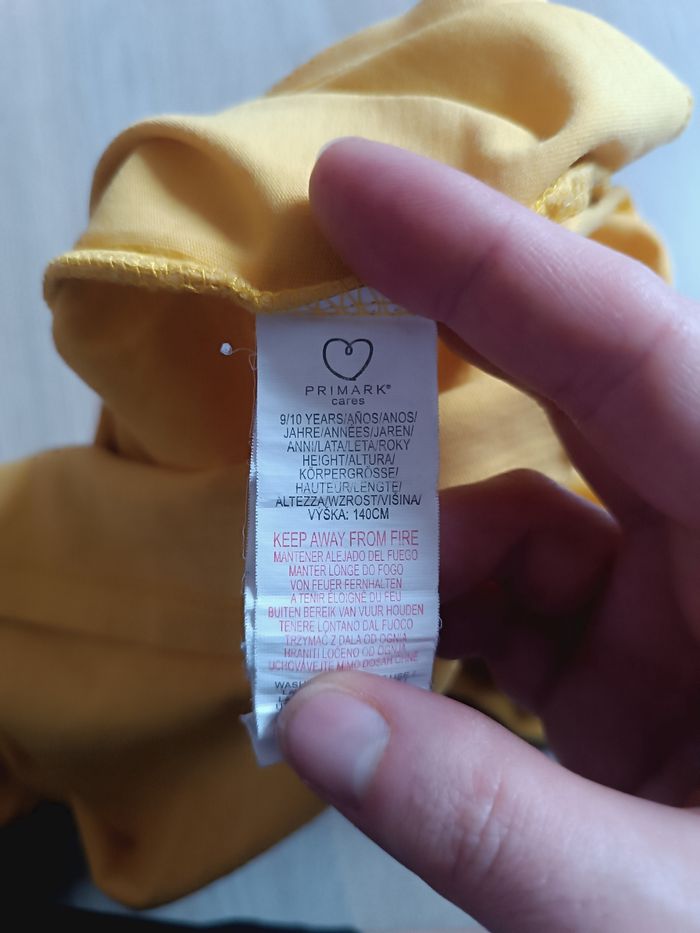 PRIMARK®
cares
9/10 YEARS/AÑOS/ANOS/
JAHRE/ANNÉES/JAREN/
ANNI/LATA/LETA/ROKY
HEIGHT/ALTURA/
KÖRPERGRÖSSE/
HAUTEUR/LENGTE/
ALTEZZA/WZROST/VIŠINA/
VYŠKA: 140CM
KEEP AWAY FROM FIRE
MANTENER ALEJADO DEL FUEGO
MANTER LONGE DO FOGO
VON FEUER FERNHALTEN
À TENIR ÉLOIGNÉ DU FEU
BUITEN BEREIK VAN VUUR HOUDEN
TENERE LONTANO DAL FUOCO
TRZYMAĆ Z DALA OD OGNIA
HRANITI LOČENO OD OGNJA
UCHOVÁVEJTE MIMO DOSAH OHNĚ
WASH